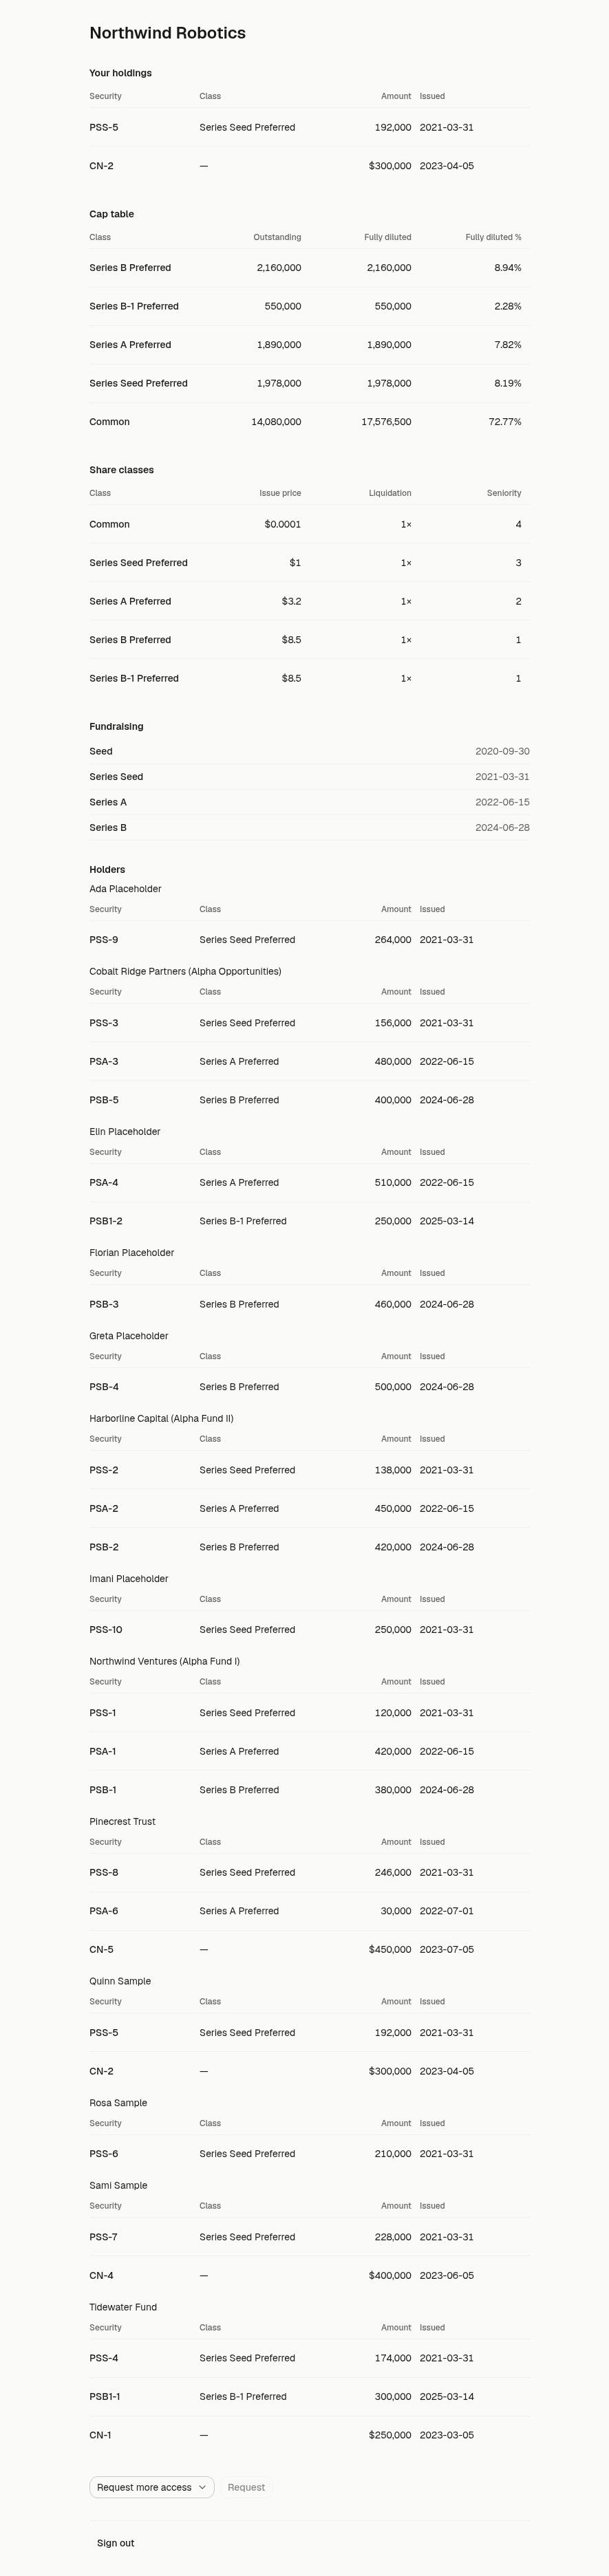 Northwind Robotics
Your holdings
Security Class Amount Issued
PSS-5 Series Seed Preferred 192,000 2021-03-31
CN-2 — $300,000 2023-04-05
Cap table
Class Outstanding Fully diluted Fully diluted %
Series B Preferred 2,160,000 2,160,000 8.94%
Series B-1 Preferred 550,000 550,000 2.28%
Series A Preferred 1,890,000 1,890,000 7.82%
Series Seed Preferred 1,978,000 1,978,000 8.19%
Common 14,080,000 17,576,500 72.77%
Share classes
Class Issue price Liquidation Seniority
Common $0.0001 1× 4
Series Seed Preferred $1 1× 3
Series A Preferred $3.2 1× 2
Series B Preferred $8.5 1× 1
Series B-1 Preferred $8.5 1× 1
Fundraising
Seed 2020-09-30
Series Seed 2021-03-31
Series A 2022-06-15
Series B 2024-06-28
Holders
Ada Placeholder
Security Class Amount Issued
PSS-9 Series Seed Preferred 264,000 2021-03-31
Cobalt Ridge Partners (Alpha Opportunities)
Security Class Amount Issued
PSS-3 Series Seed Preferred 156,000 2021-03-31
PSA-3 Series A Preferred 480,000 2022-06-15
PSB-5 Series B Preferred 400,000 2024-06-28
Elin Placeholder
Security Class Amount Issued
PSA-4 Series A Preferred 510,000 2022-06-15
PSB1-2 Series B-1 Preferred 250,000 2025-03-14
Florian Placeholder
Security Class Amount Issued
PSB-3 Series B Preferred 460,000 2024-06-28
Greta Placeholder
Security Class Amount Issued
PSB-4 Series B Preferred 500,000 2024-06-28
Harborline Capital (Alpha Fund II)
Security Class Amount Issued
PSS-2 Series Seed Preferred 138,000 2021-03-31
PSA-2 Series A Preferred 450,000 2022-06-15
PSB-2 Series B Preferred 420,000 2024-06-28
Imani Placeholder
Security Class Amount Issued
PSS-10 Series Seed Preferred 250,000 2021-03-31
Northwind Ventures (Alpha Fund I)
Security Class Amount Issued
PSS-1 Series Seed Preferred 120,000 2021-03-31
PSA-1 Series A Preferred 420,000 2022-06-15
PSB-1 Series B Preferred 380,000 2024-06-28
Pinecrest Trust
Security Class Amount Issued
PSS-8 Series Seed Preferred 246,000 2021-03-31
PSA-6 Series A Preferred 30,000 2022-07-01
CN-5 — $450,000 2023-07-05
Quinn Sample
Security Class Amount Issued
PSS-5 Series Seed Preferred 192,000 2021-03-31
CN-2 — $300,000 2023-04-05
Rosa Sample
Security Class Amount Issued
PSS-6 Series Seed Preferred 210,000 2021-03-31
Sami Sample
Security Class Amount Issued
PSS-7 Series Seed Preferred 228,000 2021-03-31
CN-4 — $400,000 2023-06-05
Tidewater Fund
Security Class Amount Issued
PSS-4 Series Seed Preferred 174,000 2021-03-31
PSB1-1 Series B-1 Preferred 300,000 2025-03-14
CN-1 — $250,000 2023-03-05
Request more access Request
Sign out